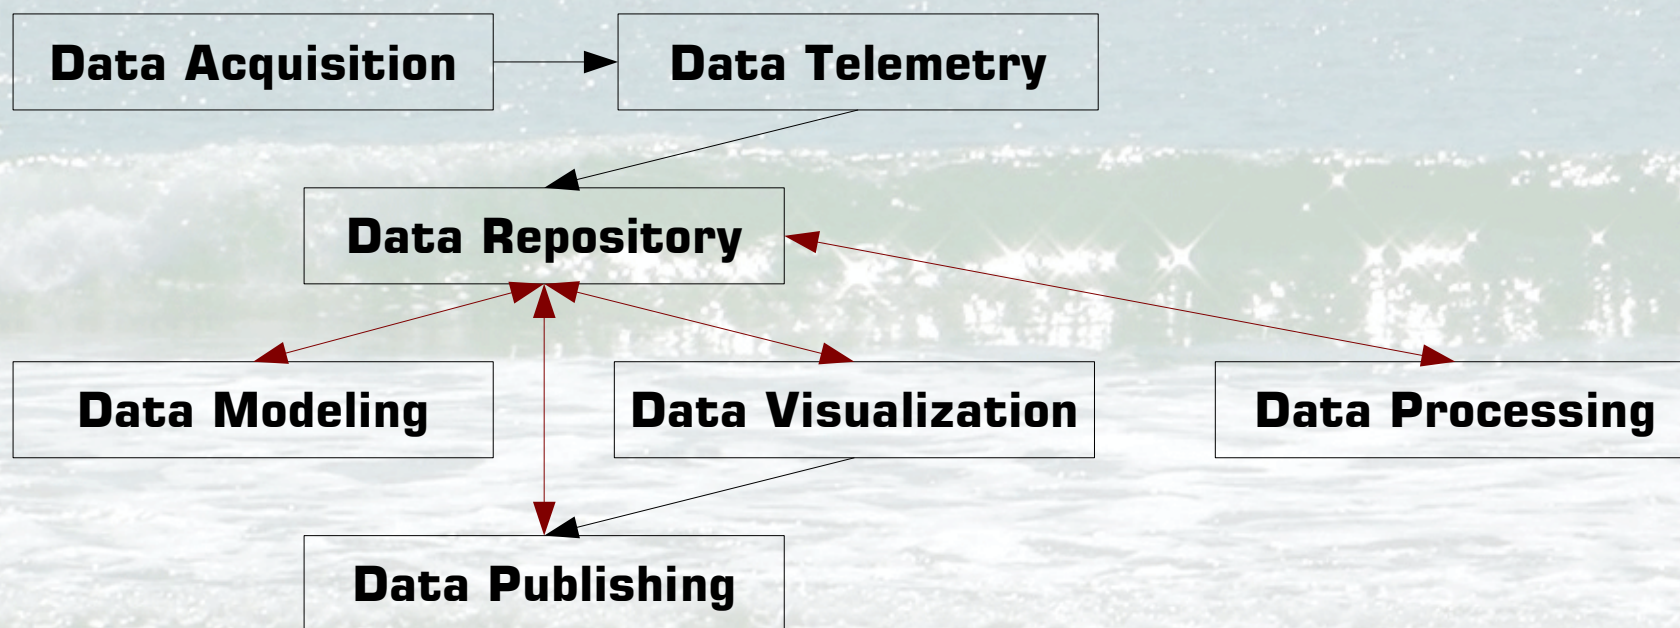 Data Acquisition
Data Telemetry
Data Repository
Data Modeling
Data Visualization
Data Processing
Data Publishing